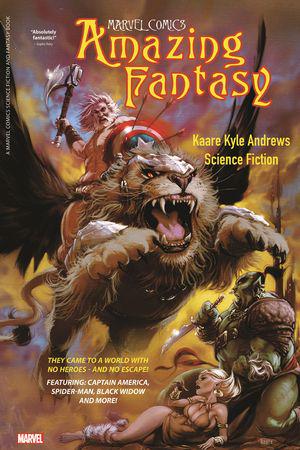 MARVEL COMICS
Amazing
Fantasy
"Absolutely
fantastic!"
A MARVEL COMICS SCIENCE FICTION AND FANTASY BOOK
Kaare Kyle Andrews
Science Fiction
THEY CAME TO A WORLD WITH
NO HEROES - AND NO ESCAPE!
FEATURING: CAPTAIN AMERICA,
SPIDER-MAN, BLACK WIDOW
AND MORE!
MARVEL